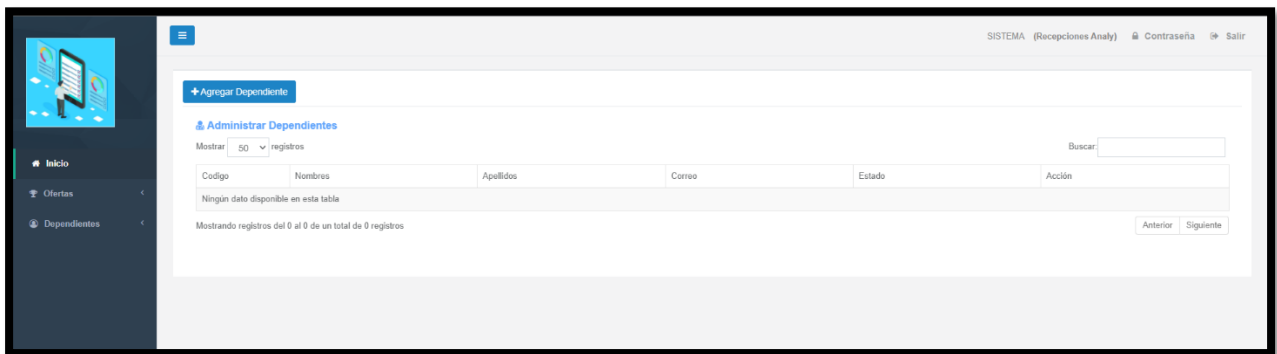 SISTEMA (Recepciones Analy) Contraseña Salir
Agregar Dependiente
Administrar Dependientes
Mostrar 50 registros Buscar:
Inicio
Codigo Nombres Apellidos Correo Estado Acción
Ofertas
Ningún dato disponible en esta tabla
Dependientes
Mostrando registros del 0 al 0 de un total de 0 registros Anterior Siguiente